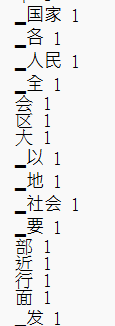 ▁国家 1
▁各 1
▁人民 1
▁全 1
会 1
区 1
大 1
▁以 1
▁地 1
▁社会 1
▁要 1
部 1
近 1
行 1
面 1
▁发 1